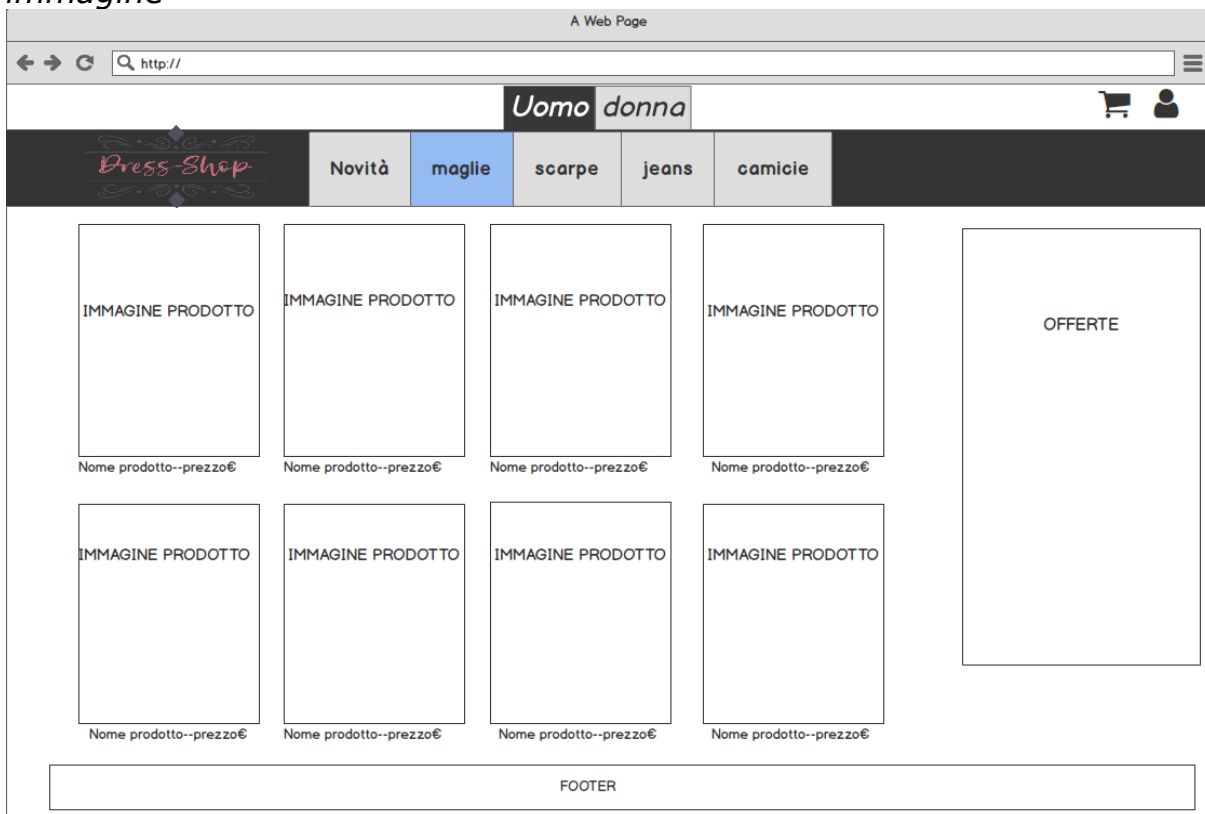 immagine
A Web Page
http://
Uomo donna
Dress-Shop
Novità maglie scarpe jeans camicie
IMMAGINE PRODOTTO IMMAGINE PRODOTTO IMMAGINE PRODOTTO IMMAGINE PRODOTTO
OFFERTE
Nome prodotto--prezzo€ Nome prodotto--prezzo€ Nome prodotto--prezzo€ Nome prodotto--prezzo€
IMMAGINE PRODOTTO IMMAGINE PRODOTTO IMMAGINE PRODOTTO IMMAGINE PRODOTTO
Nome prodotto--prezzo€ Nome prodotto--prezzo€ Nome prodotto--prezzo€ Nome prodotto--prezzo€
FOOTER